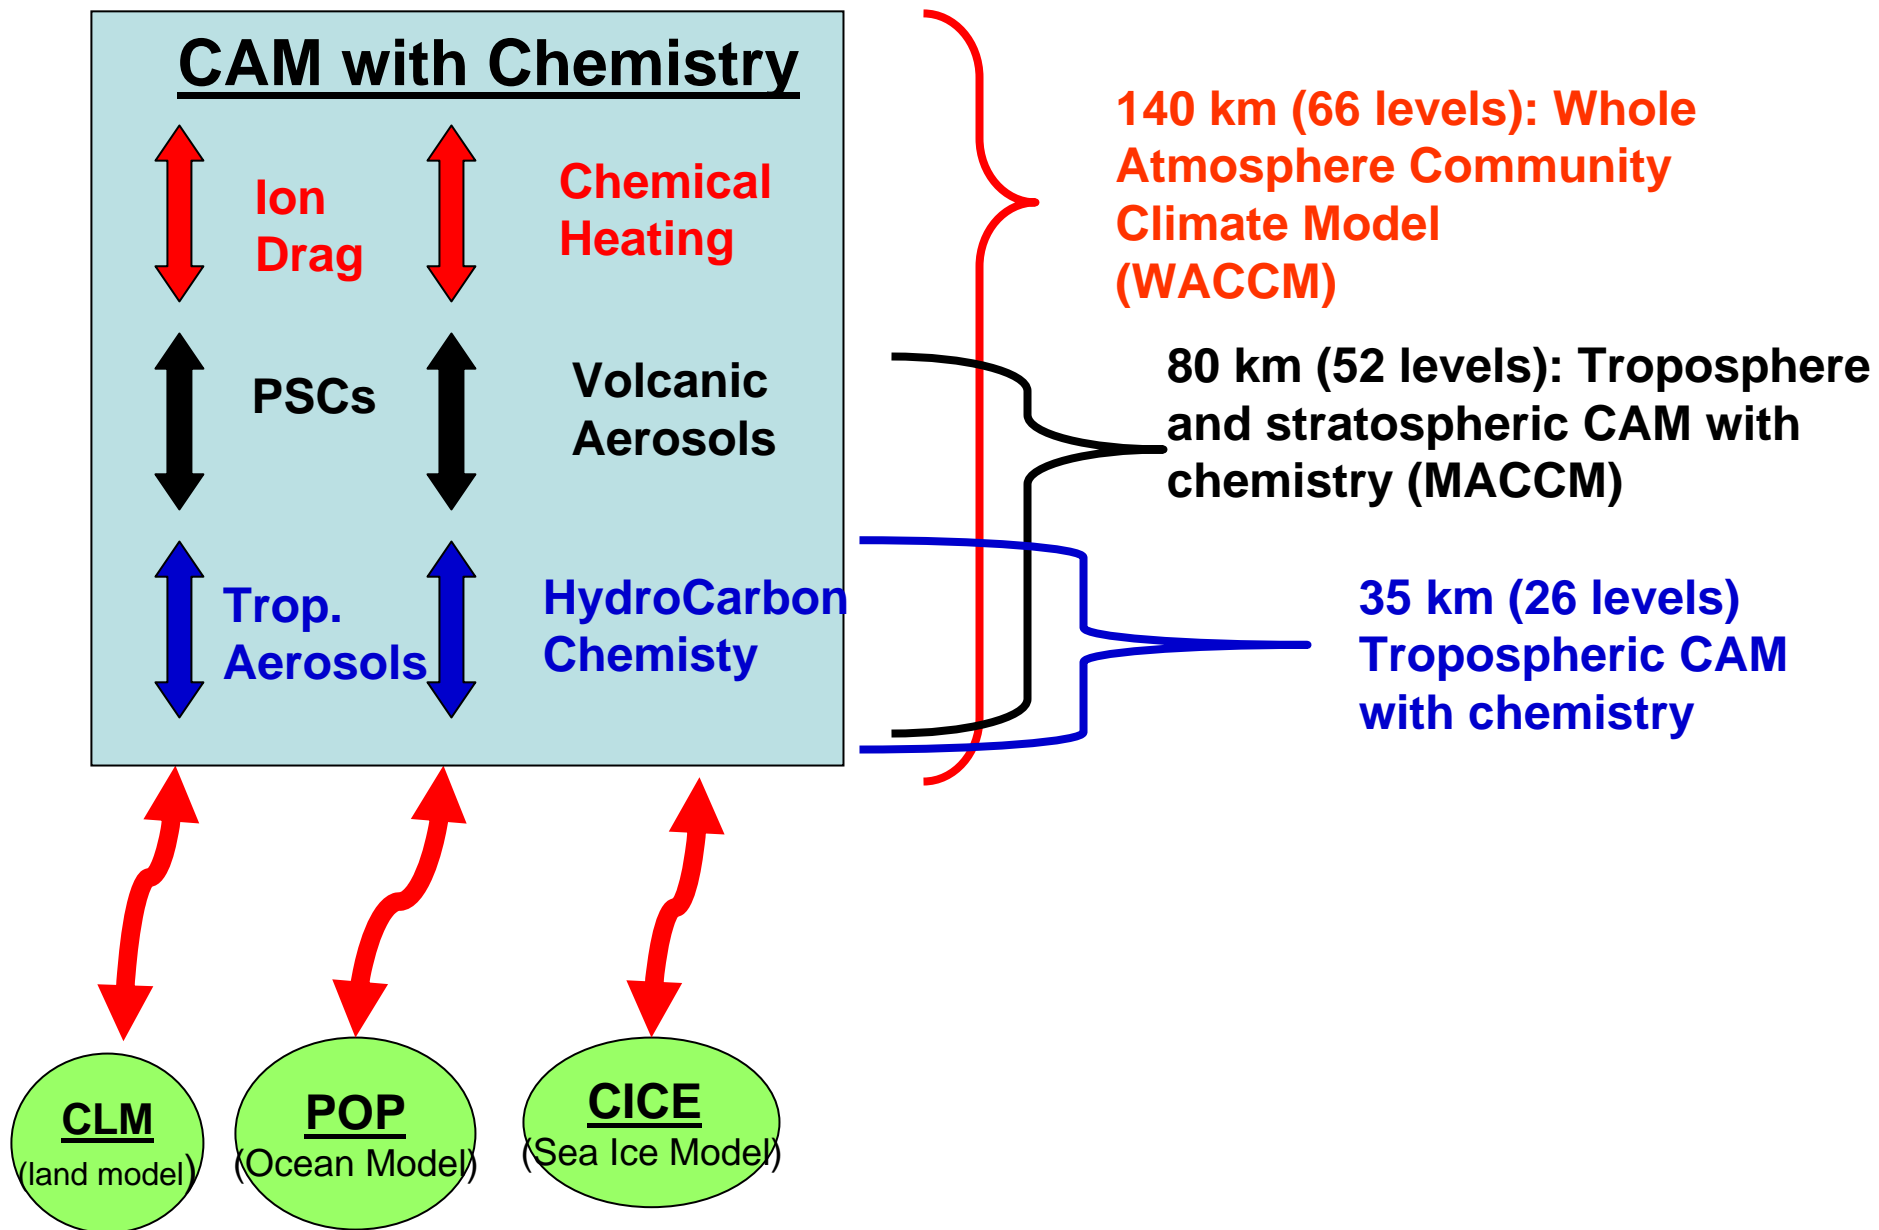 CAM with Chemistry
Ion
Drag
Chemical
Heating
PSCs
Volcanic
Aerosols
Trop.
Aerosols
HydroCarbon
Chemisty
140 km (66 levels): Whole
Atmosphere Community
Climate Model
(WACCM)
80 km (52 levels): Troposphere
and stratospheric CAM with
chemistry (MACCM)
35 km (26 levels)
Tropospheric CAM
with chemistry
CLM
(land model)
POP
(Ocean Model)
CICE
(Sea Ice Model)